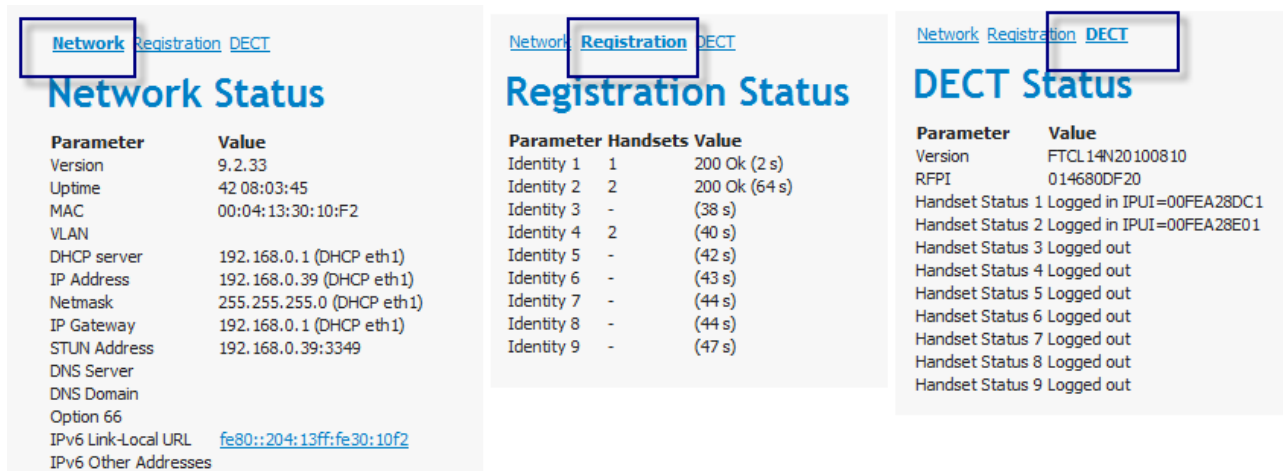 Network Registration DECT
Network Status
Parameter Value
Version 9.2.33
Uptime 42 08:03:45
MAC 00:04:13:30:10:F2
VLAN
DHCP server 192.168.0.1 (DHCP eth1)
IP Address 192.168.0.39 (DHCP eth1)
Netmask 255.255.255.0 (DHCP eth1)
IP Gateway 192.168.0.1 (DHCP eth1)
STUN Address 192.168.0.39:3349
DNS Server
DNS Domain
Option 66
IPv6 Link-Local URL fe80::204:13ff:fe30:10f2
IPv6 Other Addresses
Network Registration DECT
Registration Status
Parameter Handsets Value
Identity 1 1 200 Ok (2 s)
Identity 2 2 200 Ok (64 s)
Identity 3 - (38 s)
Identity 4 2 (40 s)
Identity 5 - (42 s)
Identity 6 - (43 s)
Identity 7 - (44 s)
Identity 8 - (44 s)
Identity 9 - (47 s)
Network Registration DECT
DECT Status
Parameter Value
Version FTCL14N20100810
RFPI 014680DF20
Handset Status 1 Logged in IPUI=00FEA28DC1
Handset Status 2 Logged in IPUI=00FEA28E01
Handset Status 3 Logged out
Handset Status 4 Logged out
Handset Status 5 Logged out
Handset Status 6 Logged out
Handset Status 7 Logged out
Handset Status 8 Logged out
Handset Status 9 Logged out